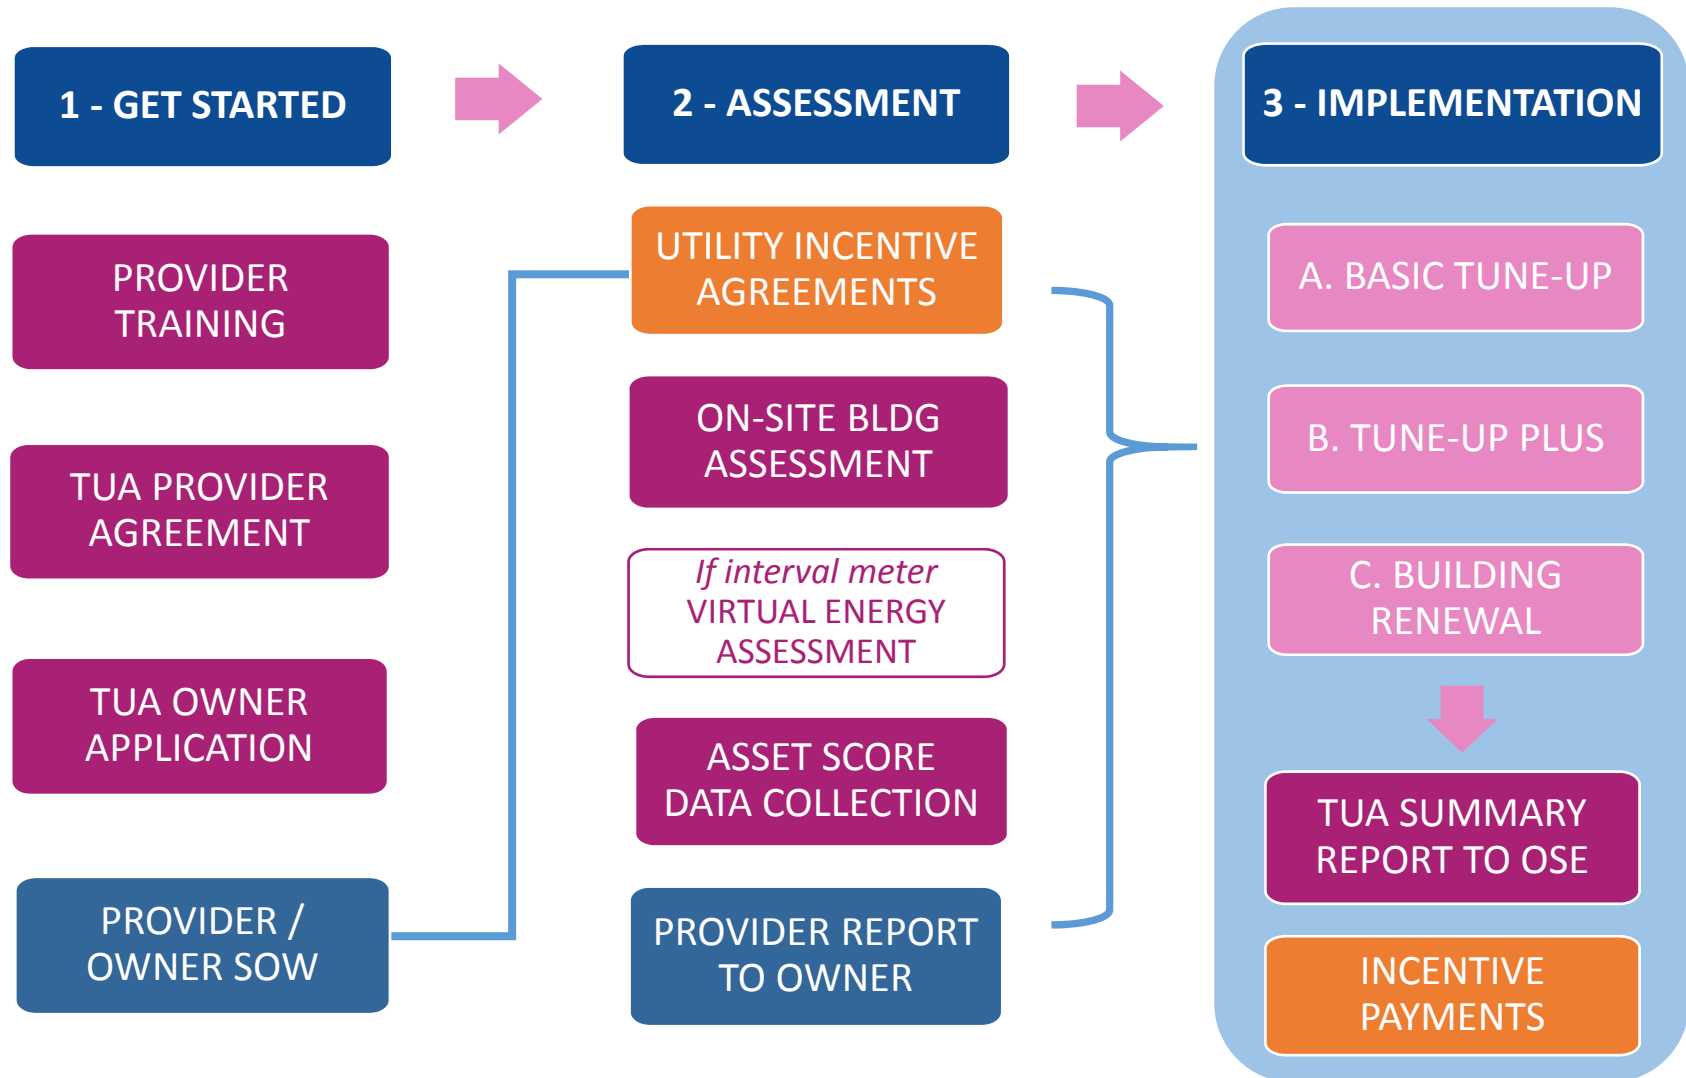 1 - GET STARTED
PROVIDER
TRAINING
TUA PROVIDER
AGREEMENT
TUA OWNER
APPLICATION
PROVIDER /
OWNER SOW
2 - ASSESSMENT
UTILITY INCENTIVE
AGREEMENTS
ON-SITE BLDG
ASSESSMENT
If interval meter
VIRTUAL ENERGY
ASSESSMENT
ASSET SCORE
DATA COLLECTION
PROVIDER REPORT
TO OWNER
3 - IMPLEMENTATION
A. BASIC TUNE-UP
B. TUNE-UP PLUS
C. BUILDING
RENEWAL
TUA SUMMARY
REPORT TO OSE
INCENTIVE
PAYMENTS